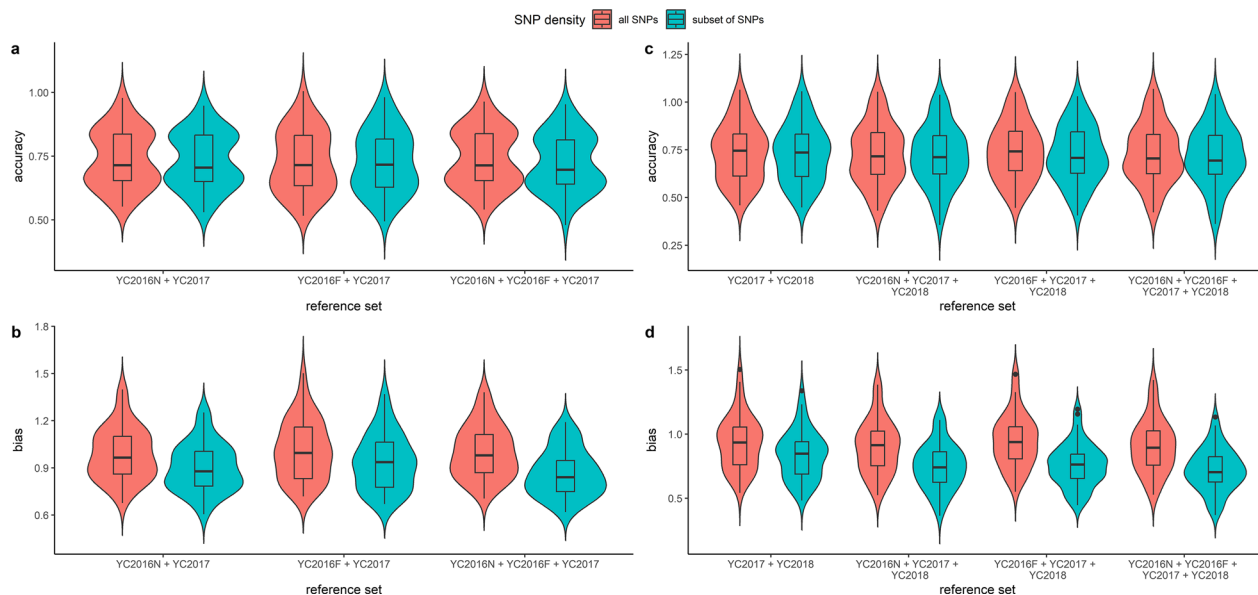 SNP density all SNPs subset of SNPs
a
accuracy
1.00
0.75
0.50
YC2016N + YC2017
YC2016F + YC2017
YC2016N + YC2016F + YC2017
reference set
c
accuracy
1.25
1.00
0.75
0.50
0.25
YC2017 + YC2018
YC2016N + YC2017 +
YC2018
YC2016F + YC2017 +
YC2018
YC2016N + YC2016F +
YC2017 + YC2018
reference set
b
bias
1.8
1.5
1.2
0.9
0.6
YC2016N + YC2017
YC2016F + YC2017
YC2016N + YC2016F + YC2017
reference set
d
bias
1.5
1.0
0.5
YC2017 + YC2018
YC2016N + YC2017 +
YC2018
YC2016F + YC2017 +
YC2018
YC2016N + YC2016F +
YC2017 + YC2018
reference set